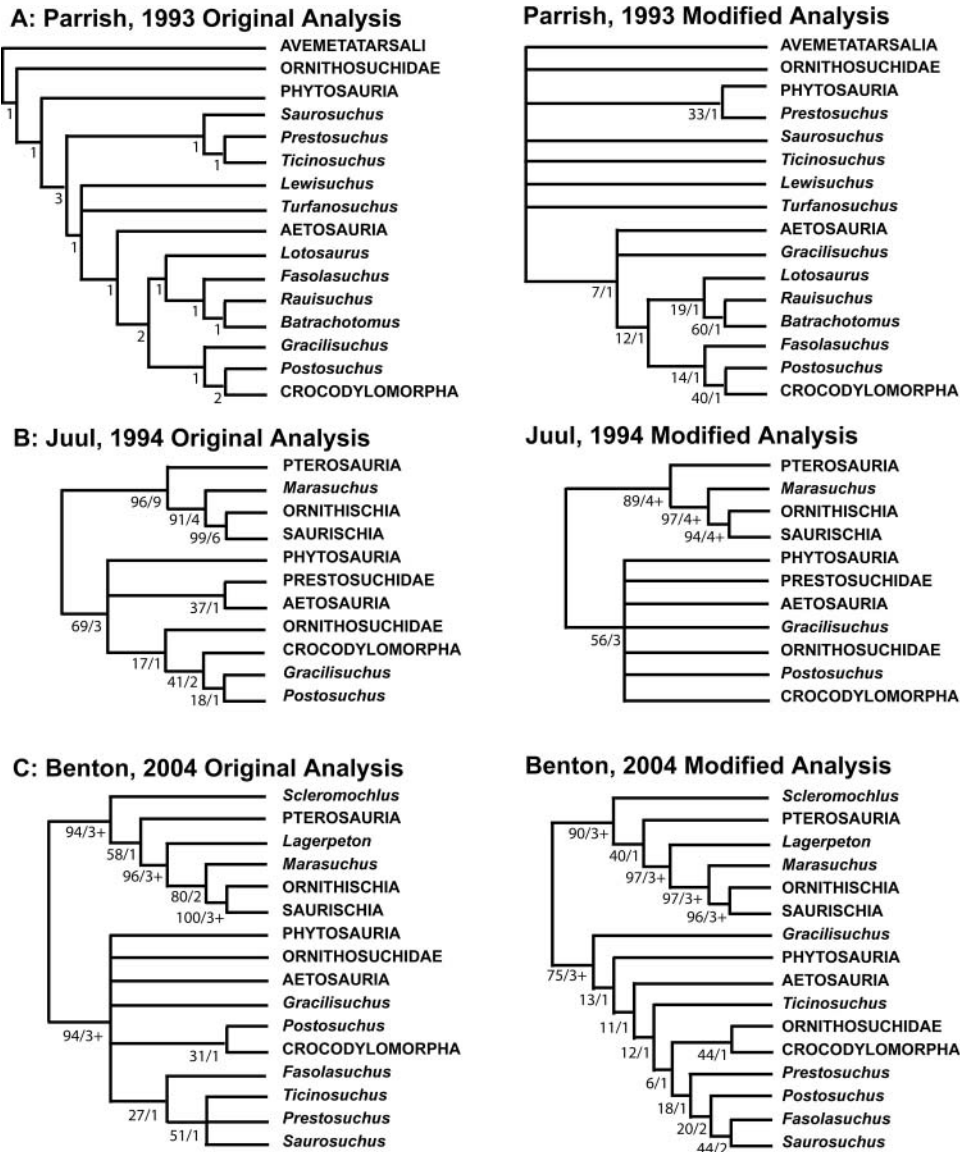 A: Parrish, 1993 Original Analysis
AVEMETATARSALI
ORNITHOSUCHIDAE
PHYTOSAURIA
Saurosuchus
Prestosuchus
Ticinosuchus
Lewisuchus
Turfanosuchus
AETOSAURIA
Lotosaurus
Fasolasuchus
Rauisuchus
Batrachotomus
Gracilisuchus
Postosuchus
CROCODYLOMORPHA
1
1
1
1
3
1
1
1
1
1
2
1
2
Parrish, 1993 Modified Analysis
AVEMETATARSALIA
ORNITHOSUCHIDAE
PHYTOSAURIA
Prestosuchus
Saurosuchus
Ticinosuchus
Lewisuchus
Turfanosuchus
AETOSAURIA
Gracilisuchus
Lotosaurus
Rauisuchus
Batrachotomus
Fasolasuchus
Postosuchus
CROCODYLOMORPHA
33/1
7/1
19/1
60/1
12/1
14/1
40/1
B: Juul, 1994 Original Analysis
PTEROSAURIA
Marasuchus
ORNITHISCHIA
SAURISCHIA
PHYTOSAURIA
PRESTOSUCHIDAE
AETOSAURIA
ORNITHOSUCHIDAE
CROCODYLOMORPHA
Gracilisuchus
Postosuchus
96/9
91/4
99/6
37/1
69/3
17/1
41/2
18/1
Juul, 1994 Modified Analysis
PTEROSAURIA
Marasuchus
ORNITHISCHIA
SAURISCHIA
PHYTOSAURIA
PRESTOSUCHIDAE
AETOSAURIA
Gracilisuchus
ORNITHOSUCHIDAE
Postosuchus
CROCODYLOMORPHA
89/4+
97/4+
94/4+
56/3
C: Benton, 2004 Original Analysis
Scleromochlus
PTEROSAURIA
Lagerpeton
Marasuchus
ORNITHISCHIA
SAURISCHIA
PHYTOSAURIA
ORNITHOSUCHIDAE
AETOSAURIA
Gracilisuchus
Postosuchus
CROCODYLOMORPHA
Fasolasuchus
Ticinosuchus
Prestosuchus
Saurosuchus
94/3+
58/1
96/3+
80/2
100/3+
94/3+
31/1
27/1
51/1
Benton, 2004 Modified Analysis
Scleromochlus
PTEROSAURIA
Lagerpeton
Marasuchus
ORNITHISCHIA
SAURISCHIA
Gracilisuchus
PHYTOSAURIA
AETOSAURIA
Ticinosuchus
ORNITHOSUCHIDAE
CROCODYLOMORPHA
Prestosuchus
Postosuchus
Fasolasuchus
Saurosuchus
90/3+
40/1
97/3+
97/3+
96/3+
75/3+
13/1
11/1
12/1
44/1
6/1
18/1
20/2
44/2